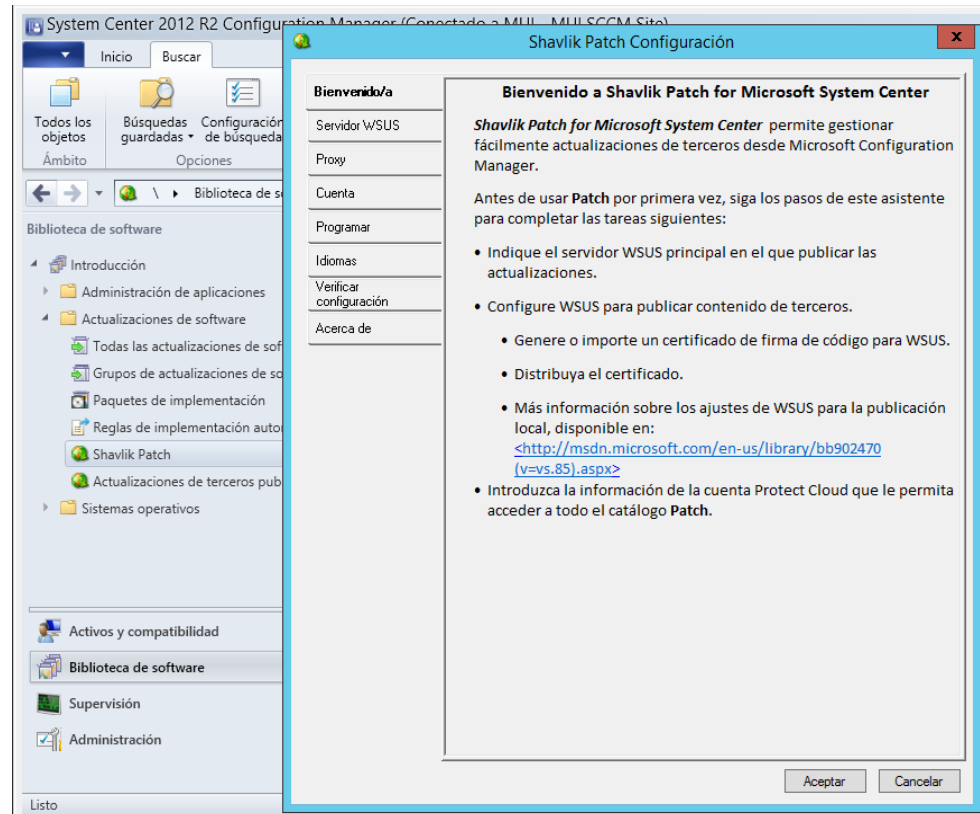 System Center 2012 R2 Configuration Manager (Conectado a MUL - MULSCCM Site)
Inicio
Buscar
Todos los
objetos
Búsquedas
guardadas
Configuración
de búsqueda
Ámbito
Opciones
\
Biblioteca de s
Biblioteca de software
Introducción
Administración de aplicaciones
Actualizaciones de software
Todas las actualizaciones de sof
Grupos de actualizaciones de so
Paquetes de implementación
Reglas de implementación autor
Shavlik Patch
Actualizaciones de terceros pub
Sistemas operativos
Activos y compatibilidad
Biblioteca de software
Supervisión
Administración
Listo
Shavlik Patch Configuración
x
Bienvenido/a
Servidor WSUS
Proxy
Cuenta
Programar
Idiomas
Verificar
configuración
Acerca de
Bienvenido a Shavlik Patch for Microsoft System Center
Shavlik Patch for Microsoft System Center permite gestionar
fácilmente actualizaciones de terceros desde Microsoft Configuration
Manager.
Antes de usar Patch por primera vez, siga los pasos de este asistente
para completar las tareas siguientes:
• Indique el servidor WSUS principal en el que publicar las
actualizaciones.
• Configure WSUS para publicar contenido de terceros.
• Genere o importe un certificado de firma de código para WSUS.
• Distribuya el certificado.
• Más información sobre los ajustes de WSUS para la publicación
local, disponible en:
<http://msdn.microsoft.com/en-us/library/bb902470
(v=vs.85).aspx>
• Introduzca la información de la cuenta Protect Cloud que le permita
acceder a todo el catálogo Patch.
Aceptar
Cancelar